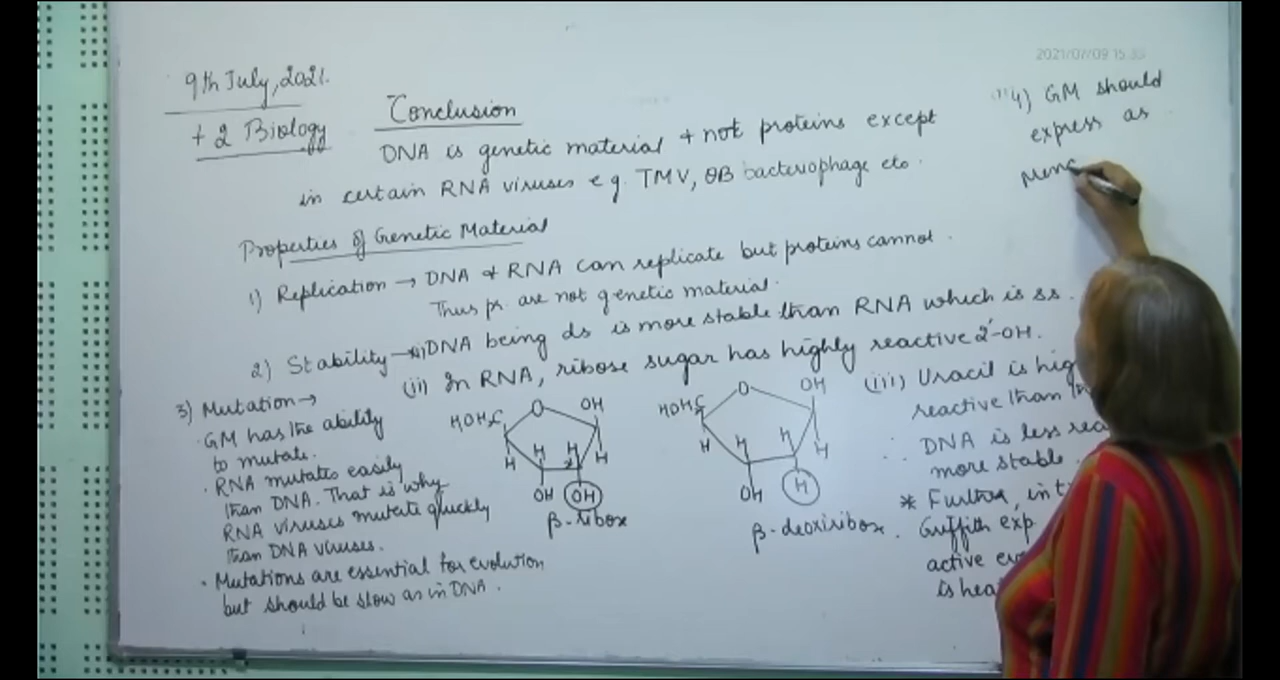 2021/07/09 15:
9th July, 2021.
+ 2 Biology
Conclusion
DNA is genetic material + not proteins except
in certain RNA viruses e.g. TMV, QB bacteriophage etc.
Properties of Genetic Material
1) Replication → DNA & RNA can replicate but proteins cannot.
Thus pr. are not genetic material.
2) Stability → i) DNA being ds is more stable than RNA which is ss.
(ii) In RNA, ribose sugar has highly reactive 2'-OH.
HOH₂C O OH
H H H H
OH OH
β-ribox
HOH₂C O OH
H H H H
OH H
β-deoxiribox.
(iii) Uracil is hig
reactive than
∴ DNA is less rea
more stable.
* Further, in
Griffith exp.
active
is hea
3) Mutation →
· GM has the ability
to mutate.
· RNA mutates easily
than DNA. That is why
RNA viruses mutate quickly
than DNA viruses.
· Mutations are essential for evolution
but should be slow as in DNA.
4) GM should
express as
Men